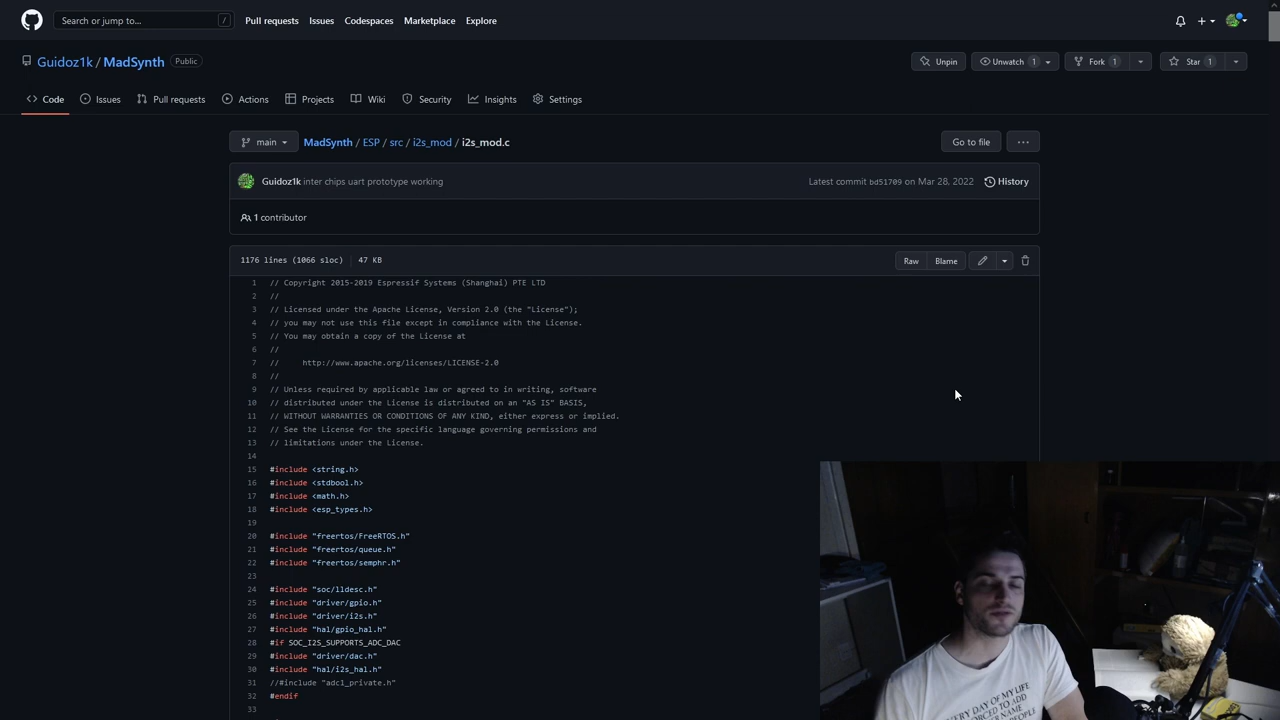 Search or jump to... /
Pull requests Issues Codespaces Marketplace Explore
Guidoz1k / MadSynth Public
Unpin Unwatch 1 Fork 1 Star 1
Code Issues Pull requests Actions Projects Wiki Security Insights Settings
main MadSynth / ESP / src / i2s_mod / i2s_mod.c Go to file ...
Guidoz1k inter chips uart prototype working Latest commit bd51709 on Mar 28, 2022 History
1 contributor
1176 lines (1066 sloc) 47 KB Raw Blame
1 // Copyright 2015-2019 Espressif Systems (Shanghai) PTE LTD
2 //
3 // Licensed under the Apache License, Version 2.0 (the "License");
4 // you may not use this file except in compliance with the License.
5 // You may obtain a copy of the License at
6 //
7 //     http://www.apache.org/licenses/LICENSE-2.0
8 //
9 // Unless required by applicable law or agreed to in writing, software
10 // distributed under the License is distributed on an "AS IS" BASIS,
11 // WITHOUT WARRANTIES OR CONDITIONS OF ANY KIND, either express or implied.
12 // See the License for the specific language governing permissions and
13 // limitations under the License.
14
15 #include <string.h>
16 #include <stdbool.h>
17 #include <math.h>
18 #include <esp_types.h>
19
20 #include "freertos/FreeRTOS.h"
21 #include "freertos/queue.h"
22 #include "freertos/semphr.h"
23
24 #include "soc/lldesc.h"
25 #include "driver/gpio.h"
26 #include "driver/i2s.h"
27 #include "hal/gpio_hal.h"
28 #if SOC_I2S_SUPPORTS_ADC_DAC
29 #include "driver/dac.h"
30 #include "hal/i2s_hal.h"
31 //#include "adc1_private.h"
32 #endif
33
EVERY DAY OF MY LIFE
FORCED TO ADD